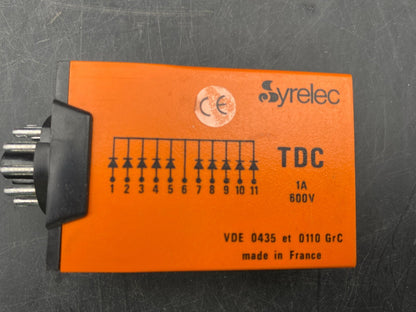 Syrelec
CE
TDC
1A
600V
1 2 3 4 5 6 7 8 9 10 11
VDE 0435 et 0110 GrC
made in France